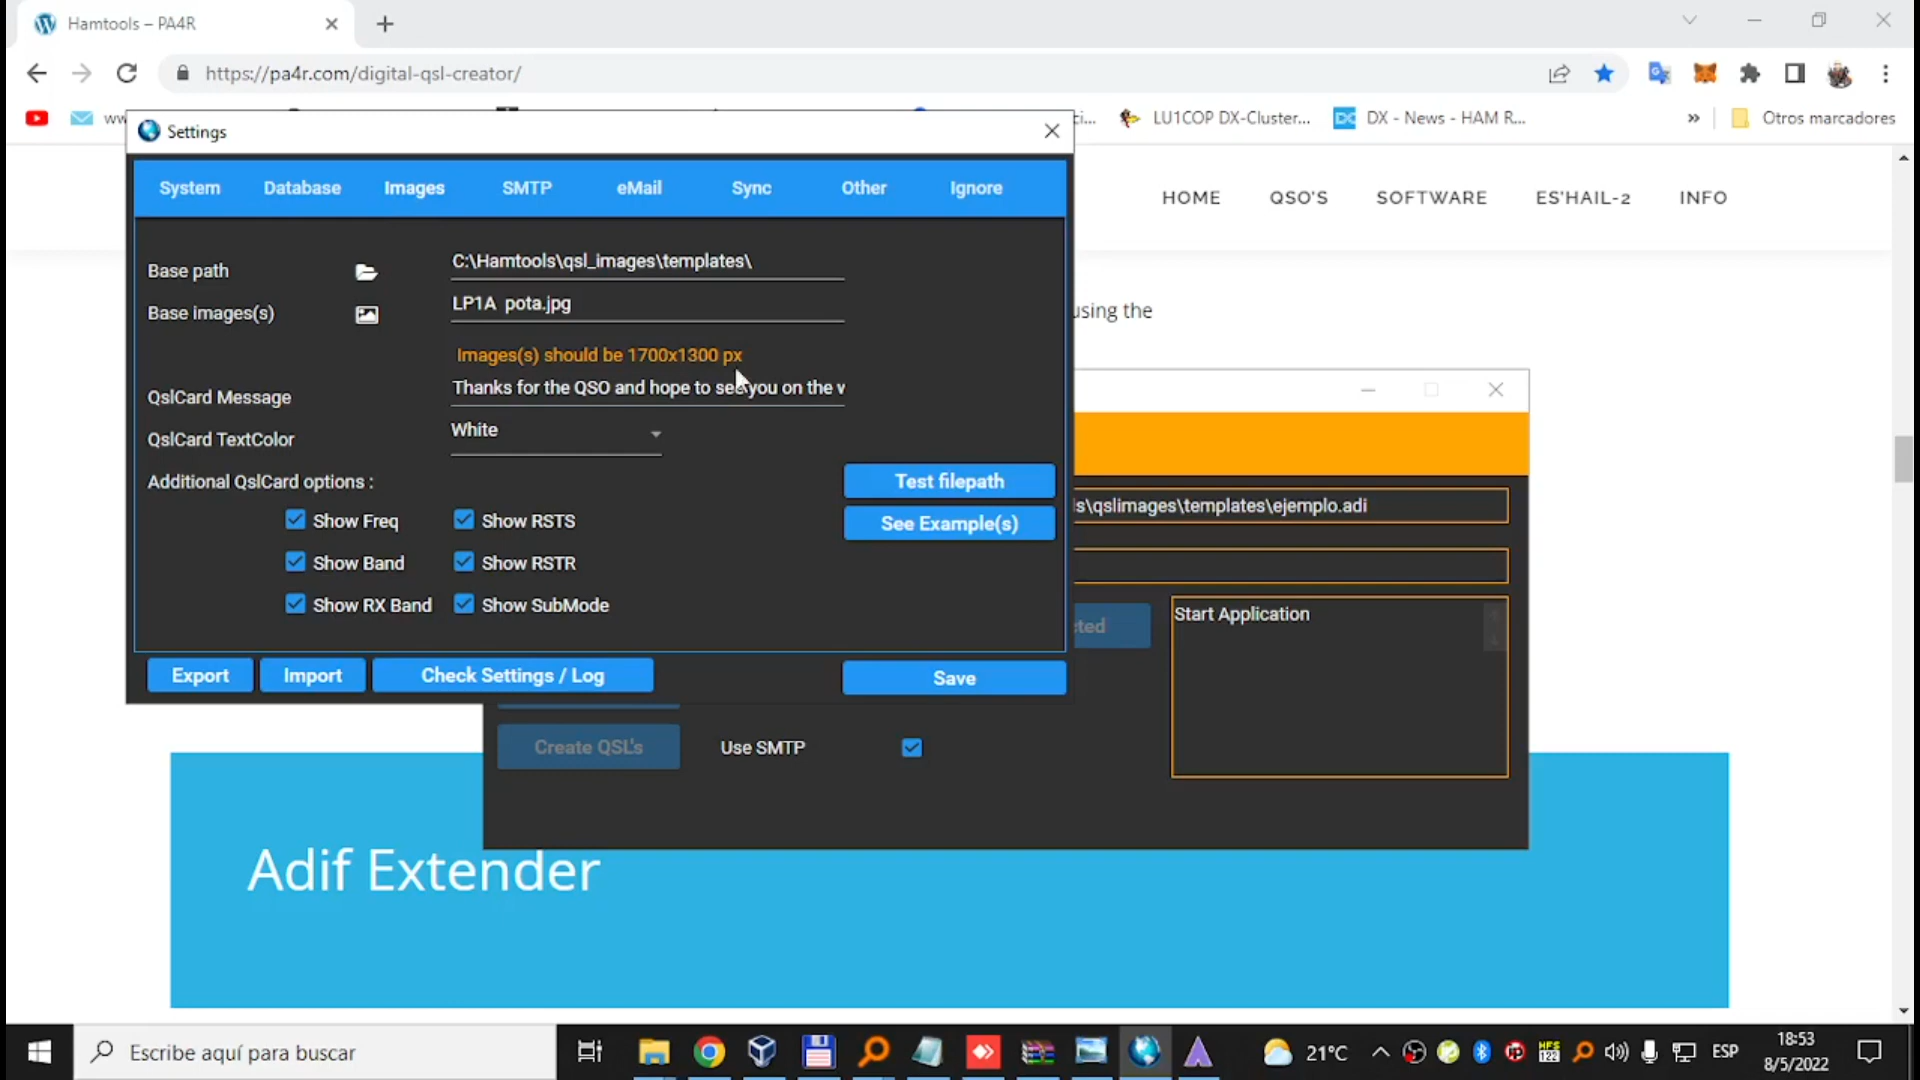 Hamtools – PA4R
https://pa4r.com/digital-qsl-creator/
LU1COP DX-Cluster...
DX - News - HAM R...
»
Otros marcadores
Settings
System Database Images SMTP eMail Sync Other Ignore
HOME QSO'S SOFTWARE ES'HAIL-2 INFO
Base path
C:\Hamtools\qsl_images\templates\
Base images(s)
LP1A pota.jpg
using the
Images(s) should be 1700x1300 px
QslCard Message
Thanks for the QSO and hope to see you on the w
QslCard TextColor
White
Additional QslCard options :
Test filepath
Show Freq Show RSTS
See Example(s)
Show Band Show RSTR
Show RX Band Show SubMode
ls\qslimages\templates\ejemplo.adi
Start Application
Export Import Check Settings / Log Save
Create QSL's
Use SMTP
Adif Extender
Escribe aquí para buscar
21°C
ESP
18:53
8/5/2022